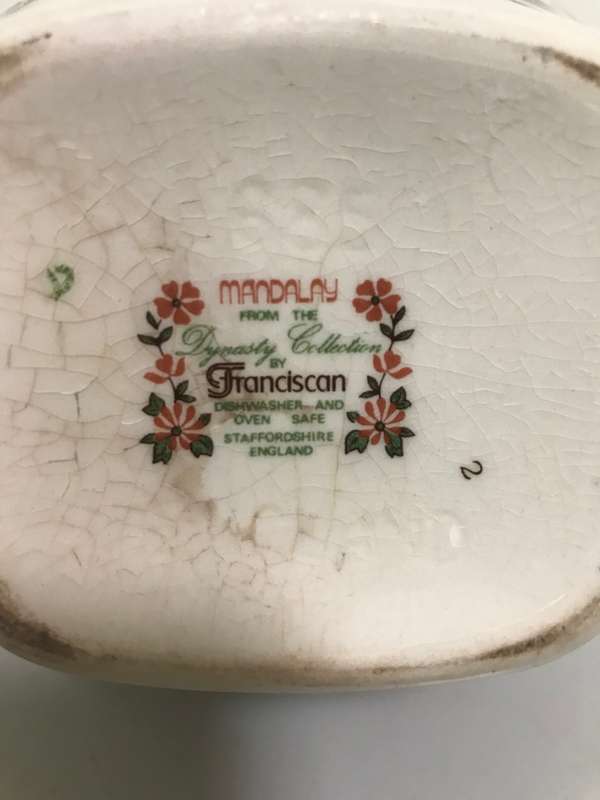 MANDALAY
FROM THE
Dynasty Collection
BY
Franciscan
DISHWASHER AND
OVEN SAFE
STAFFORDSHIRE
ENGLAND
2